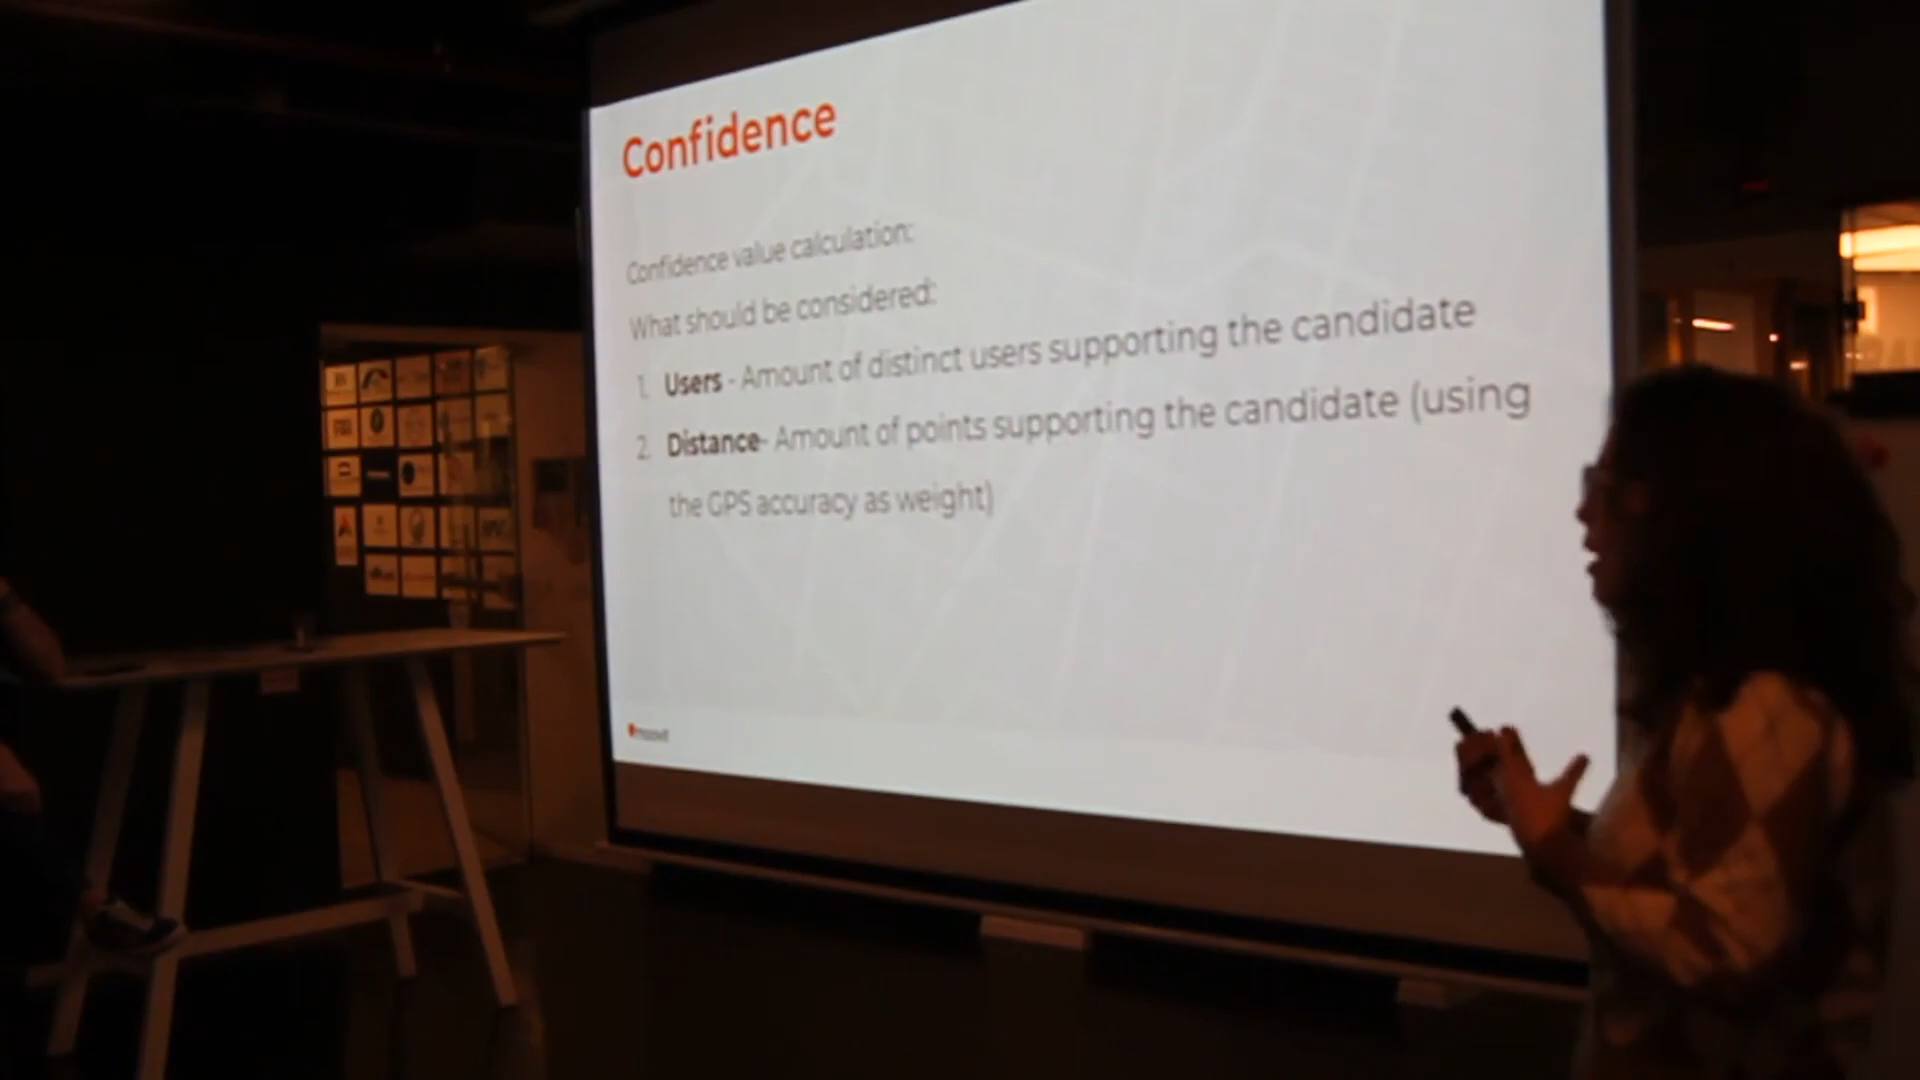 Confidence
Confidence value calculation:
What should be considered:
1. Users - Amount of distinct users supporting the candidate
2. Distance- Amount of points supporting the candidate (using
the GPS accuracy as weight)
moovit